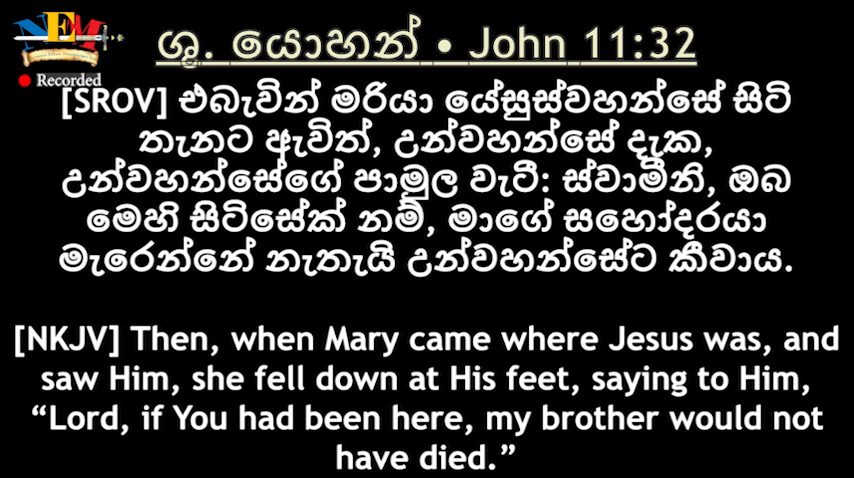 NEM
Recorded
ශු. යොහන් • John 11:32
[SROV] එබැවින් මරියා යේසුස්වහන්සේ සිටි
තැනට ඇවිත්, උන්වහන්සේ දැක,
උන්වහන්සේගේ පාමුල වැටී: ස්වාමීනි, ඔබ
මෙහි සිටිසේක් නම්, මාගේ සහෝදරයා
මැරෙන්නේ නැතැයි උන්වහන්සේට කීවාය.
[NKJV] Then, when Mary came where Jesus was, and
saw Him, she fell down at His feet, saying to Him,
“Lord, if You had been here, my brother would not
have died.”